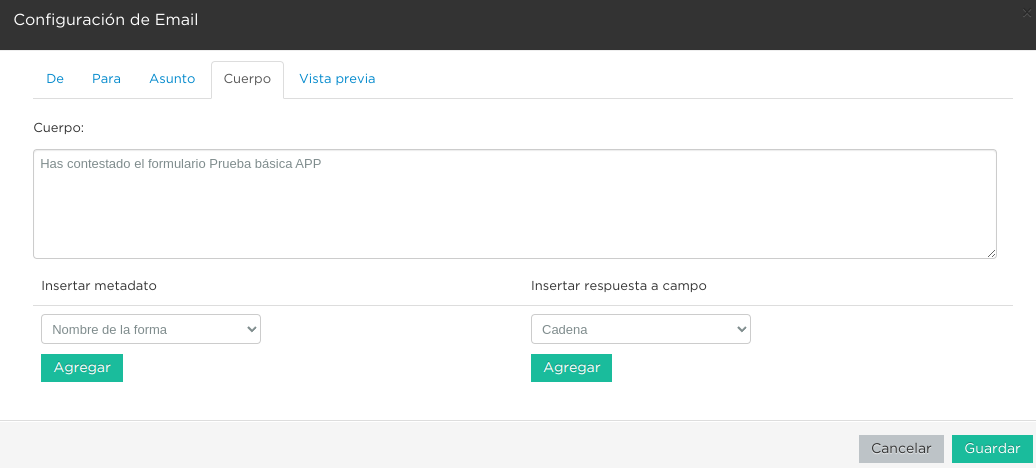 Configuración de Email
De Para Asunto Cuerpo Vista previa
Cuerpo:
Has contestado el formulario Prueba básica APP
Insertar metadato Insertar respuesta a campo
Nombre de la forma Cadena
Agregar Agregar
Cancelar Guardar